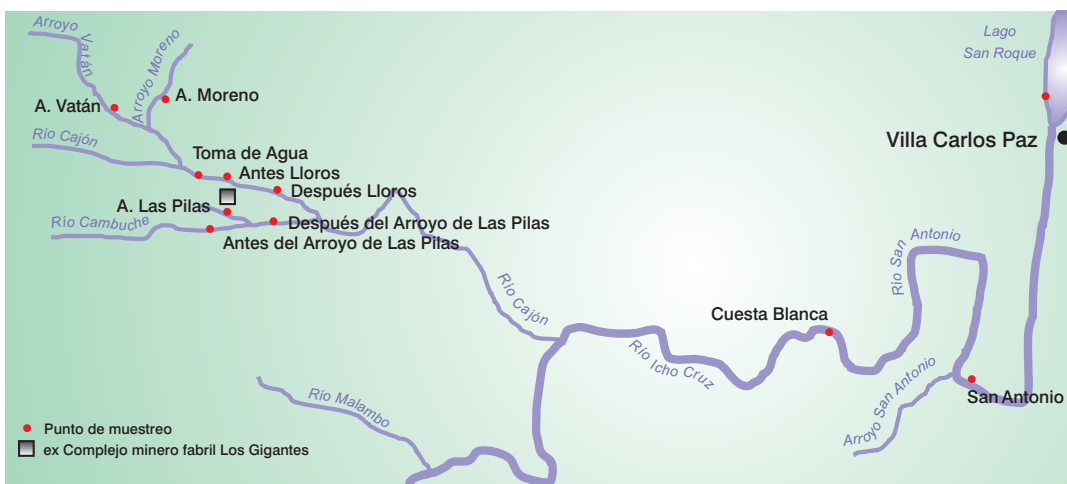 Arroyo
Vatán
Arroyo Moreno
A. Vatán
A. Moreno
Río Cajón
Toma de Agua
Antes Lloros
Después Lloros
A. Las Pilas
Río Cambuche
Después del Arroyo de Las Pilas
Antes del Arroyo de Las Pilas
Río Cajón
Río Malambo
Río Icho Cruz
Cuesta Blanca
Río San Antonio
Arroyo San Antonio
San Antonio
Lago
San Roque
Villa Carlos Paz
Punto de muestreo
ex Complejo minero fabril Los Gigantes